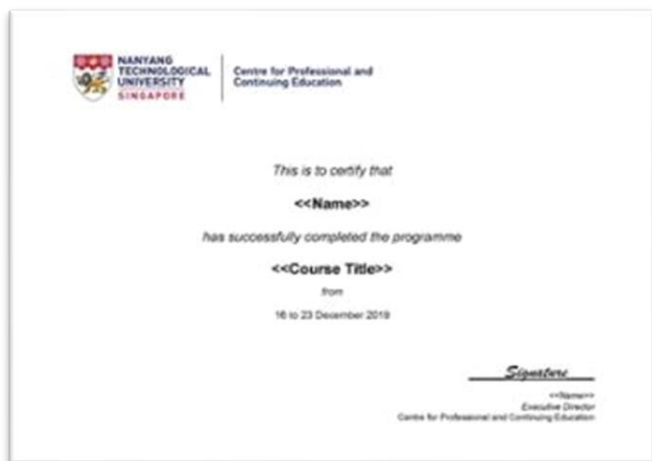 NANYANG
TECHNOLOGICAL
UNIVERSITY
SINGAPORE
Centre for Professional and
Continuing Education
This is to certify that
<<Name>>
has successfully completed the programme
<<Course Title>>
from
16 to 23 December 2019
Signature
<<Name>>
Executive Director
Centre for Professional and Continuing Education